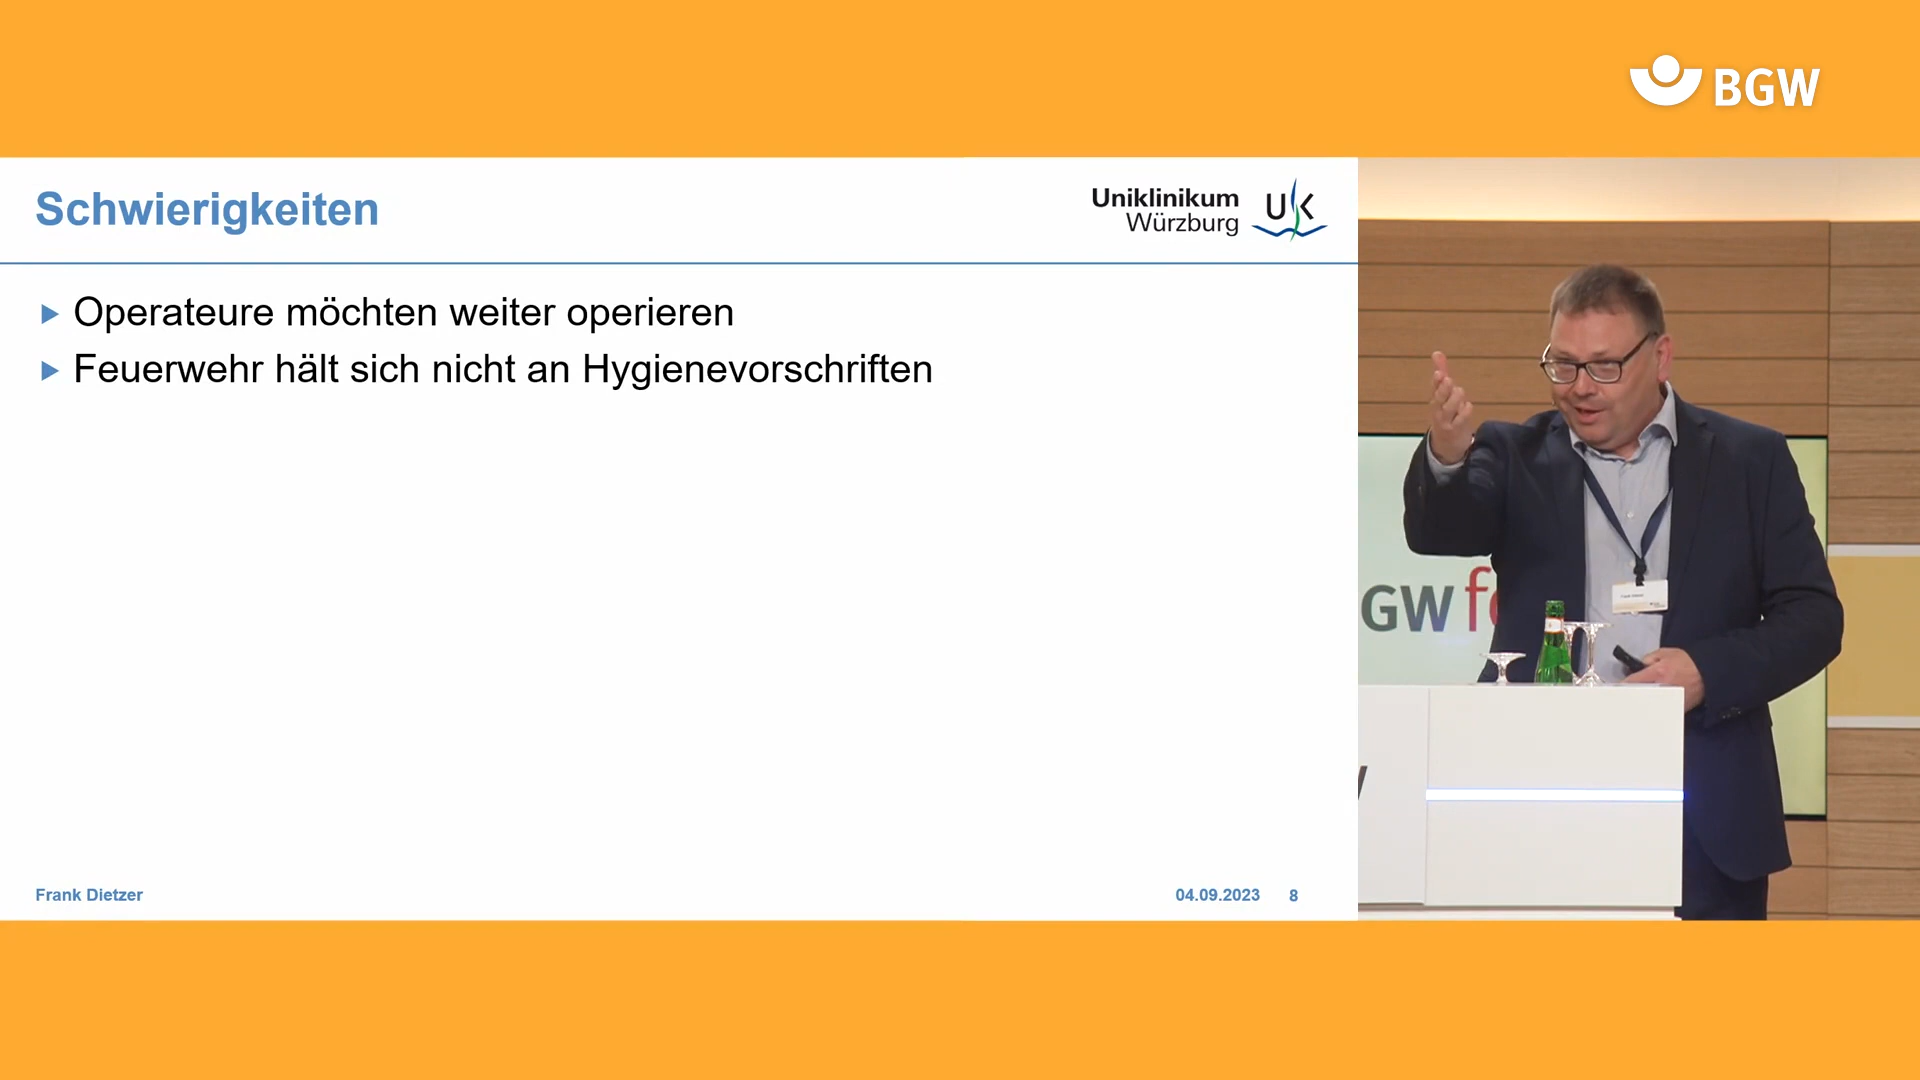 BGW
Schwierigkeiten
Uniklinikum
Würzburg
UK
Operateure möchten weiter operieren
Feuerwehr hält sich nicht an Hygienevorschriften
GW fo
Frank Dietzer
04.09.2023 8